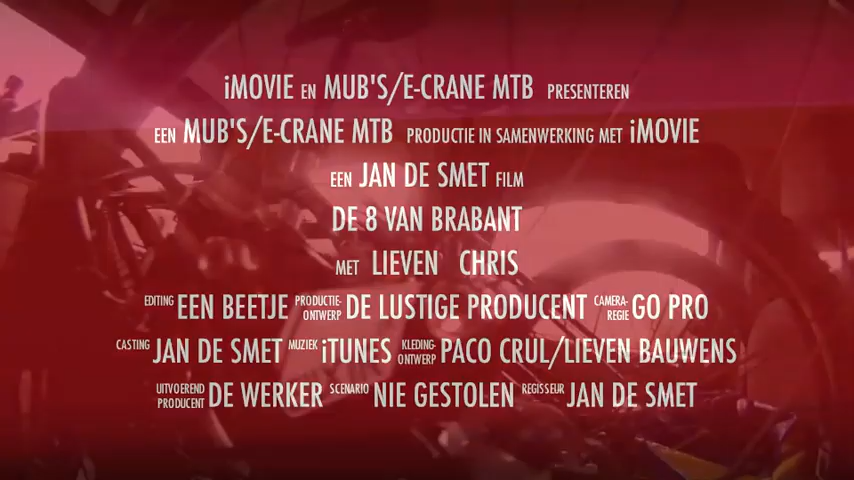 iMOVIE EN MUB'S/E-CRANE MTB PRESENTEREN
EEN MUB'S/E-CRANE MTB PRODUCTIE IN SAMENWERKING MET iMOVIE
EEN JAN DE SMET FILM
DE 8 VAN BRABANT
MET LIEVEN CHRIS
EDITING EEN BEETJE PRODUCTIE-ONTWERP DE LUSTIGE PRODUCENT CAMERA-REGIE GO PRO
CASTING JAN DE SMET MUZIEK iTUNES KLEDING-ONTWERP PACO CRUL/LIEVEN BAUWENS
UITVOEREND PRODUCENT DE WERKER SCENARIO NIE GESTOLEN REGISSEUR JAN DE SMET